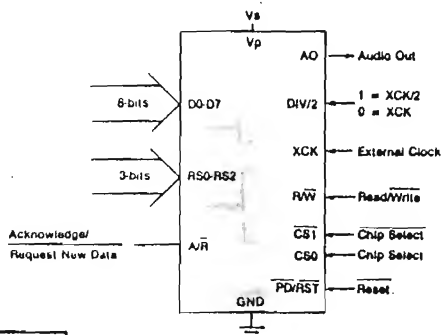 Vs
Vp
AO Audio Out
8-bits D0-D7 DIV/2 1 = XCK/2
0 = XCK
XCK External Clock
3-bits RS0-RS2
R/W Read/Write
Acknowledge/
Request New Data A/R
CS1 Chip Select
CS0 Chip Select
PD/RST Reset
GND